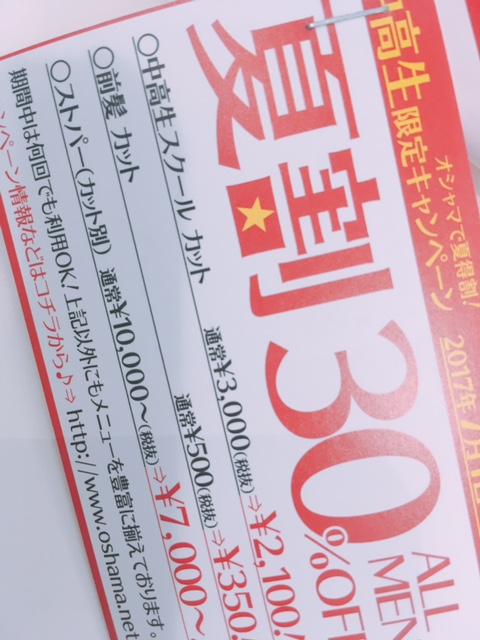 オシャマで夏得割!
中高生限定キャンペーン 2017年7月1
夏割30%OFF
ALL
MEN
○中高生スクール カット 通常¥3,000(税抜)⇒¥2,100
○前髪 カット 通常¥500(税抜)⇒¥350
○ストパー(カット別) 通常¥10,000~(税抜)⇒¥7,000~
期間中は何回でも利用OK!上記以外にもメニューを豊富に揃えております。
ンペーン情報などはコチラから♪⇒http://www.oshama.net